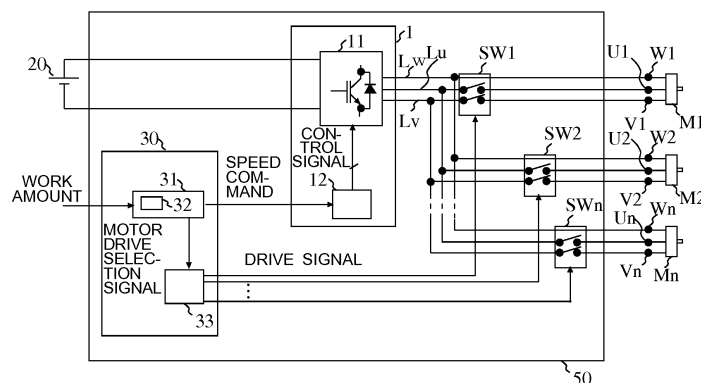 1
11
Lw
Lu
Lv
SW1
U1
W1
V1
M1
20
CON-
TROL
SIGNAL
12
30
31
32
WORK
AMOUNT
SPEED
COM-
MAND
SW2
U2
W2
V2
M2
SWn
Un
Wn
Vn
Mn
MOTOR
DRIVE
SELEC-
TION
SIGNAL
DRIVE SIGNAL
33
50